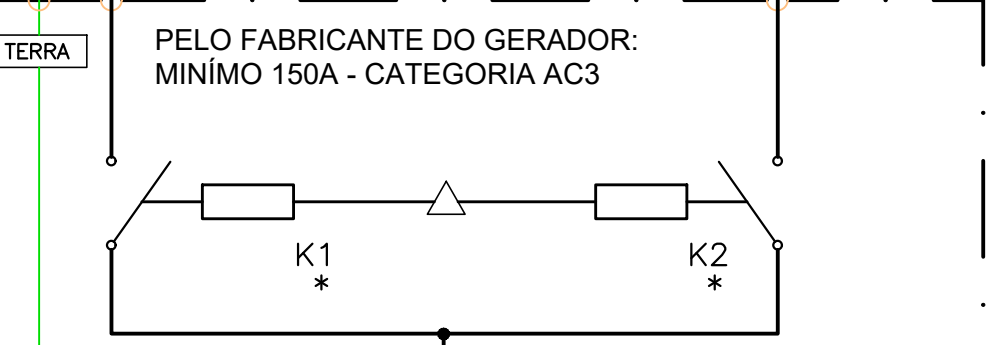 TERRA
PELO FABRICANTE DO GERADOR:
MINÍMO 150A - CATEGORIA AC3
K1
*
K2
*